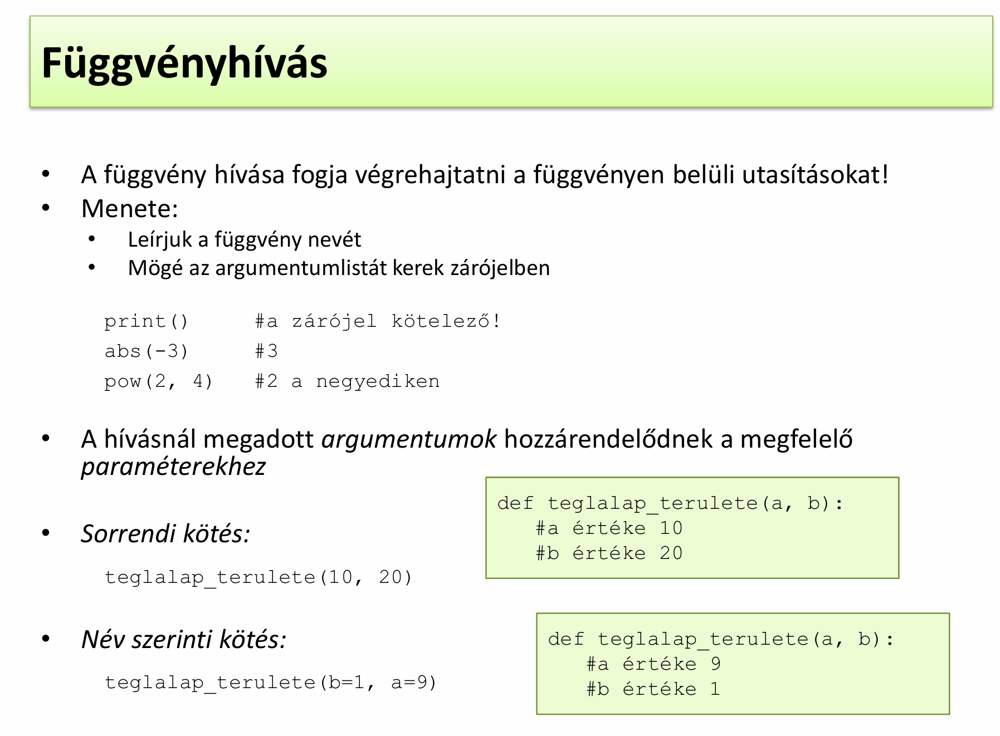 Függvényhívás
• A függvény hívása fogja végrehajtatni a függvényen belüli utasításokat!
• Menete:
• Leírjuk a függvény nevét
• Mögé az argumentumlistát kerek zárójelben
print() #a zárójel kötelező!
abs(-3) #3
pow(2, 4) #2 a negyediken
• A hívásnál megadott argumentumok hozzárendelődnek a megfelelő
paraméterekhez
• Sorrendi kötés:
teglalap_terulete(10, 20)
def teglalap_terulete(a, b):
#a értéke 10
#b értéke 20
• Név szerinti kötés:
teglalap_terulete(b=1, a=9)
def teglalap_terulete(a, b):
#a értéke 9
#b értéke 1